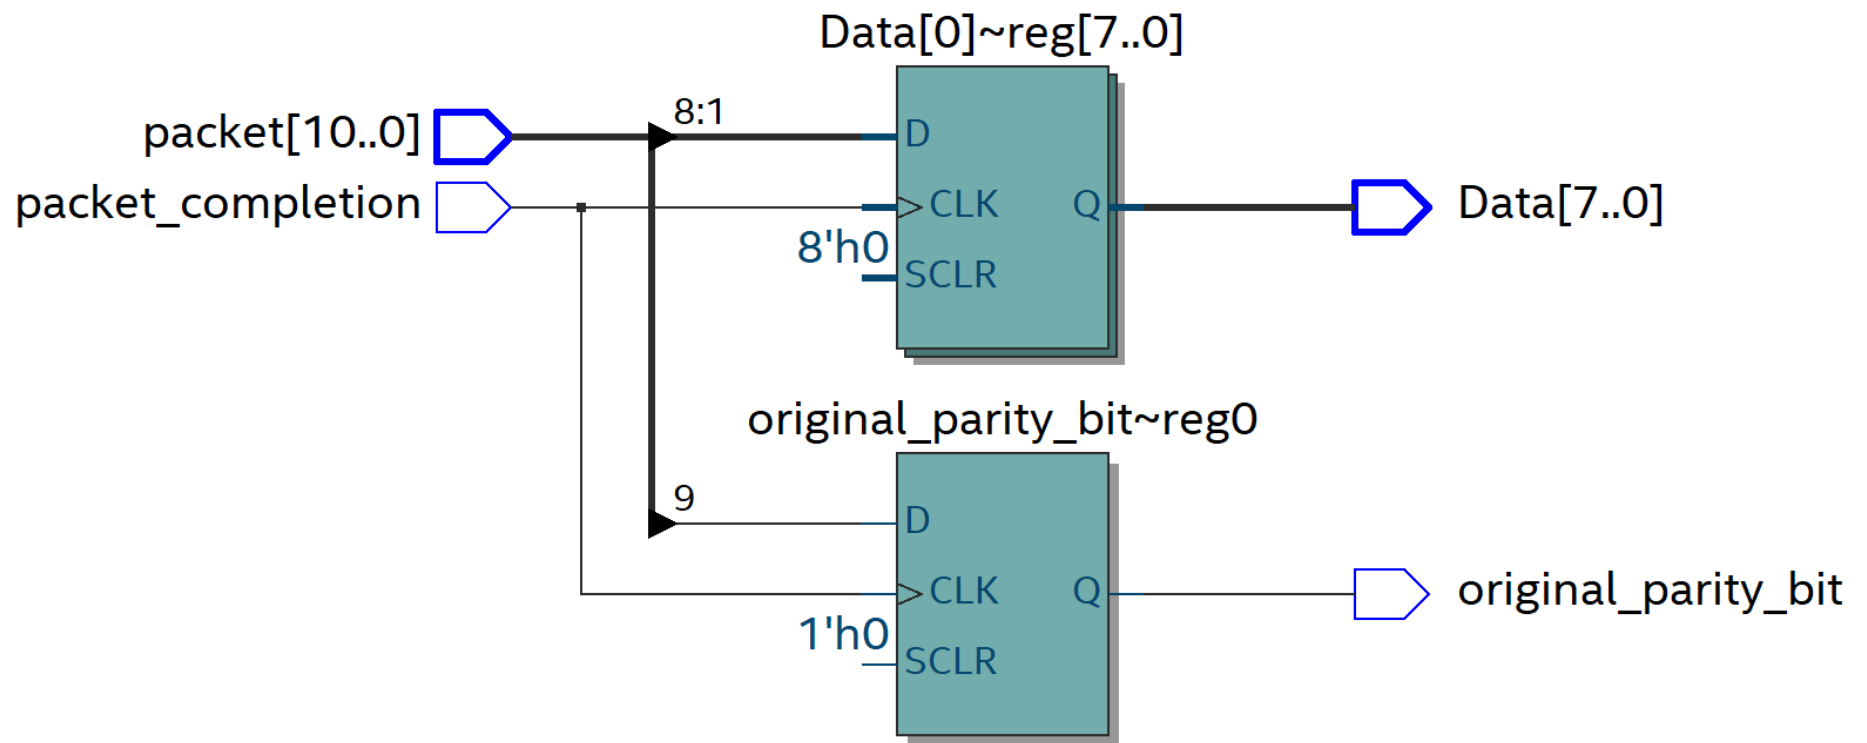 Data[0]~reg[7..0]
packet[10..0]
8:1
D
packet_completion
CLK
Q
Data[7..0]
8'h0
SCLR
original_parity_bit~reg0
9
D
CLK
Q
original_parity_bit
1'h0
SCLR